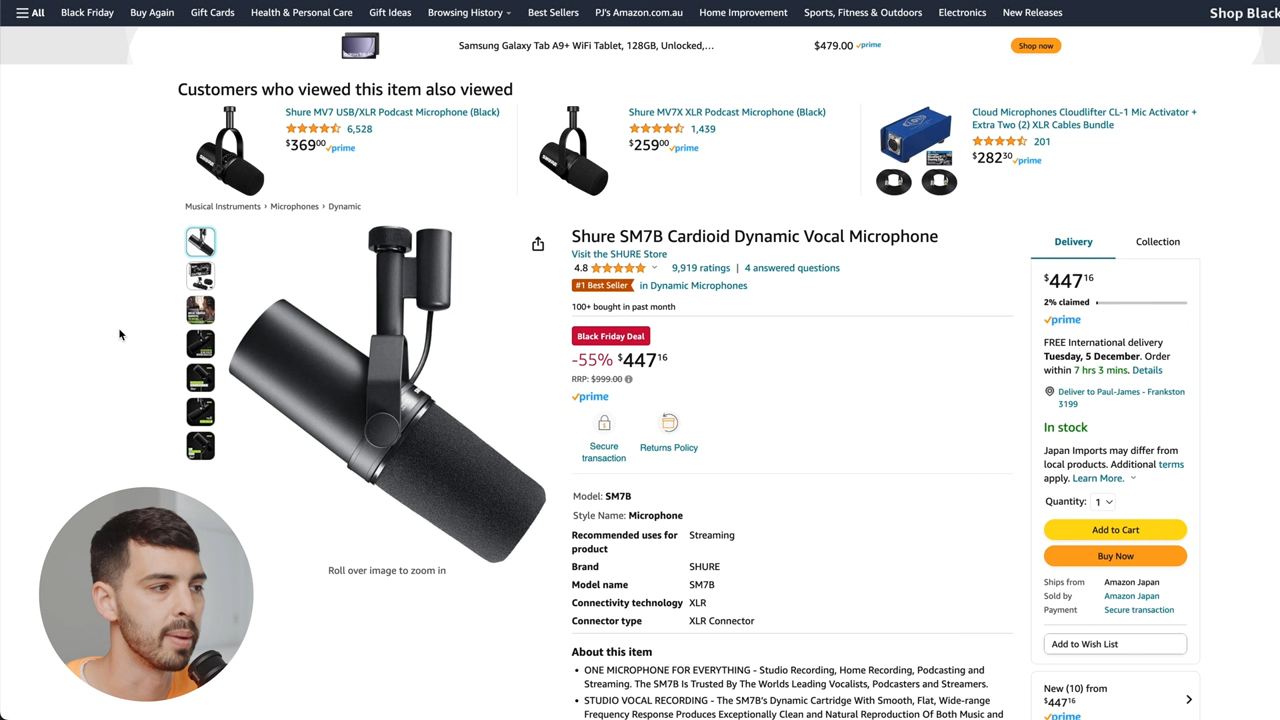 All Black Friday Buy Again Gift Cards Health & Personal Care Gift Ideas Browsing History Best Sellers PJ's Amazon.com.au Home Improvement Sports, Fitness & Outdoors Electronics New Releases Shop Black
Samsung Galaxy Tab A9+ WiFi Tablet, 128GB, Unlocked,... $479.00 prime Shop now
Customers who viewed this item also viewed
Shure MV7 USB/XLR Podcast Microphone (Black)
6,528
$369.00 prime
Shure MV7X XLR Podcast Microphone (Black)
1,439
$259.00 prime
Cloud Microphones Cloudlifter CL-1 Mic Activator +
Extra Two (2) XLR Cables Bundle
201
$282.30 prime
Musical Instruments › Microphones › Dynamic
Shure SM7B Cardioid Dynamic Vocal Microphone
Visit the SHURE Store
4.8 9,919 ratings | 4 answered questions
#1 Best Seller in Dynamic Microphones
100+ bought in past month
Black Friday Deal
-55% $447.16
RRP: $999.00
prime
Secure
transaction
Returns Policy
Model: SM7B
Style Name: Microphone
Recommended uses for
product
Streaming
Brand SHURE
Model name SM7B
Connectivity technology XLR
Connector type XLR Connector
About this item
• ONE MICROPHONE FOR EVERYTHING - Studio Recording, Home Recording, Podcasting and
Streaming. The SM7B Is Trusted By The Worlds Leading Vocalists, Podcasters and Streamers.
• STUDIO VOCAL RECORDING - The SM7B's Dynamic Cartridge With Smooth, Flat, Wide-range
Frequency Response Produces Exceptionally Clean and Natural Reproduction Of Both Music and
Roll over image to zoom in
Delivery Collection
$447.16
2% claimed
prime
FREE International delivery
Tuesday, 5 December. Order
within 7 hrs 3 mins. Details
Deliver to Paul-James - Frankston
3199
In stock
Japan Imports may differ from
local products. Additional terms
apply. Learn More.
Quantity: 1
Add to Cart
Buy Now
Ships from Amazon Japan
Sold by Amazon Japan
Payment Secure transaction
Add to Wish List
New (10) from
$447.16
prime